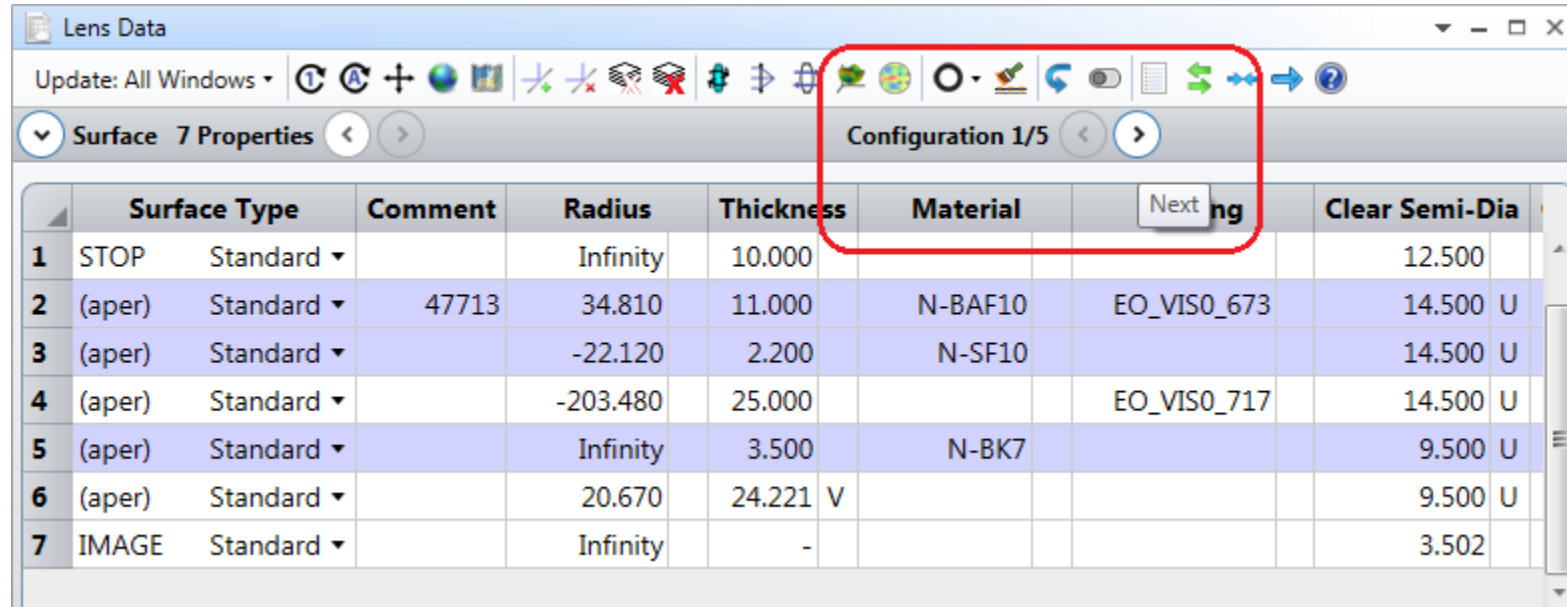 Lens Data
Update: All Windows
Surface 7 Properties Configuration 1/5
Surface Type Comment Radius Thickness Material ng Clear Semi-Dia
Next
1 STOP Standard Infinity 10.000 12.500
2 (aper) Standard 47713 34.810 11.000 N-BAF10 EO_VIS0_673 14.500 U
3 (aper) Standard -22.120 2.200 N-SF10 14.500 U
4 (aper) Standard -203.480 25.000 EO_VIS0_717 14.500 U
5 (aper) Standard Infinity 3.500 N-BK7 9.500 U
6 (aper) Standard 20.670 24.221 V 9.500 U
7 IMAGE Standard Infinity - 3.502